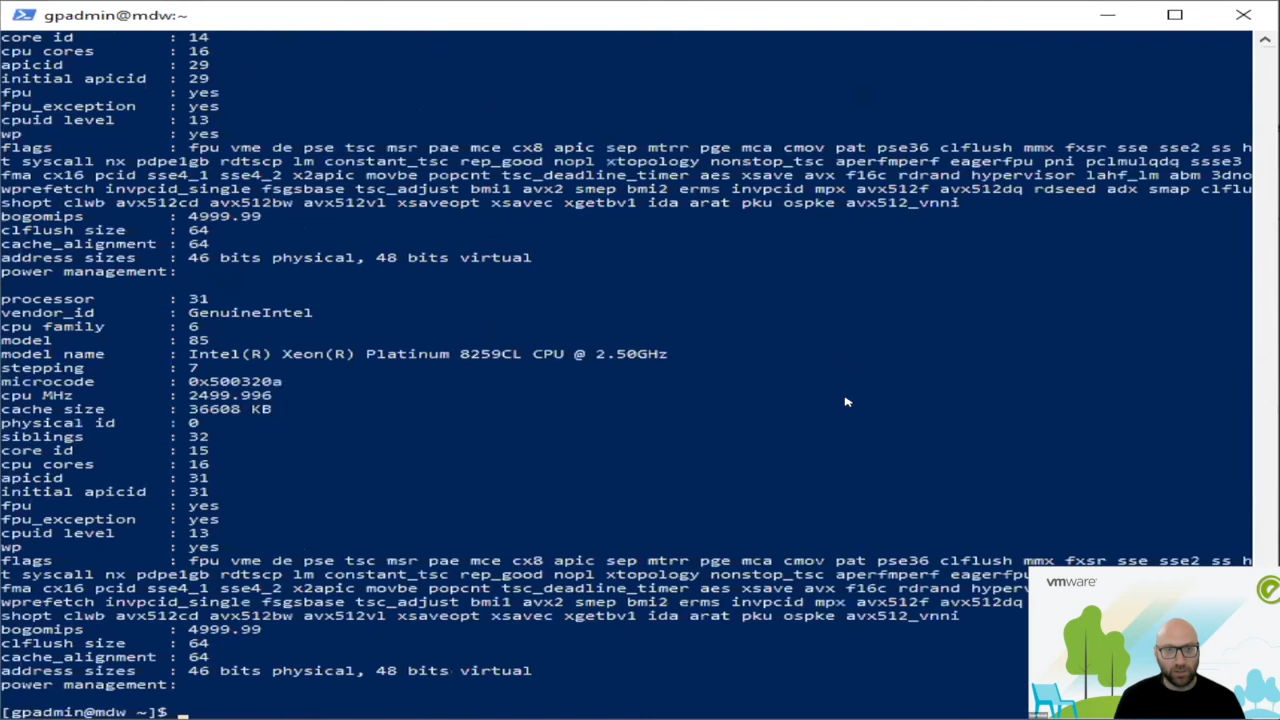 gpadmin@mdw:~
core id : 14
cpu cores : 16
apicid : 29
initial apicid : 29
fpu : yes
fpu_exception : yes
cpuid level : 13
wp : yes
flags : fpu vme de pse tsc msr pae mce cx8 apic sep mtrr pge mca cmov pat pse36 clflush mmx fxsr sse sse2 ss h
t syscall nx pdpe1gb rdtscp lm constant_tsc rep_good nopl xtopology nonstop_tsc aperfmperf eagerfpu pni pclmulqdq ssse3
fma cx16 pcid sse4_1 sse4_2 x2apic movbe popcnt tsc_deadline_timer aes xsave avx f16c rdrand hypervisor lahf_lm abm 3dno
wprefetch invpcid_single fsgsbase tsc_adjust bmi1 avx2 smep bmi2 erms invpcid mpx avx512f avx512dq rdseed adx smap clflu
shopt clwb avx512cd avx512bw avx512vl xsaveopt xsavec xgetbv1 ida arat pku ospke avx512_vnni
bogomips : 4999.99
clflush size : 64
cache_alignment : 64
address sizes : 46 bits physical, 48 bits virtual
power management:
processor : 31
vendor_id : GenuineIntel
cpu family : 6
model : 85
model name : Intel(R) Xeon(R) Platinum 8259CL CPU @ 2.50GHz
stepping : 7
microcode : 0x500320a
cpu MHz : 2499.996
cache size : 36608 KB
physical id : 0
siblings : 32
core id : 15
cpu cores : 16
apicid : 31
initial apicid : 31
fpu : yes
fpu_exception : yes
cpuid level : 13
wp : yes
flags : fpu vme de pse tsc msr pae mce cx8 apic sep mtrr pge mca cmov pat pse36 clflush mmx fxsr sse sse2 ss h
t syscall nx pdpe1gb rdtscp lm constant_tsc rep_good nopl xtopology nonstop_tsc aperfmperf eagerfpu
fma cx16 pcid sse4_1 sse4_2 x2apic movbe popcnt tsc_deadline_timer aes xsave avx f16c rdrand
wprefetch invpcid_single fsgsbase tsc_adjust bmi1 avx2 smep bmi2 erms invpcid mpx avx512f avx512dq
shopt clwb avx512cd avx512bw avx512vl xsaveopt xsavec xgetbv1 ida arat pku ospke avx512_vnni
bogomips : 4999.99
clflush size : 64
cache_alignment : 64
address sizes : 46 bits physical, 48 bits virtual
power management:
[gpadmin@mdw ~]$
vmware